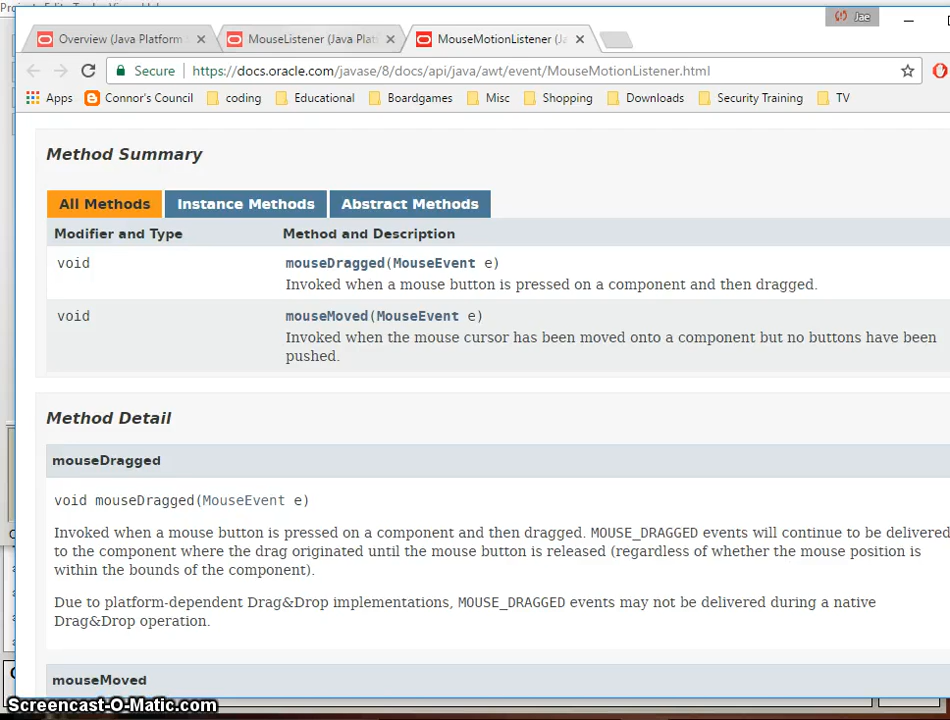 Jae
Overview (Java Platform
MouseListener (Java Plat
MouseMotionListener (Ja
Secure
https://docs.oracle.com/javase/8/docs/api/java/awt/event/MouseMotionListener.html
Apps
Connor's Council
coding
Educational
Boardgames
Misc
Shopping
Downloads
Security Training
TV
Method Summary
All Methods Instance Methods Abstract Methods
Modifier and Type Method and Description
void mouseDragged(MouseEvent e)
Invoked when a mouse button is pressed on a component and then dragged.
void mouseMoved(MouseEvent e)
Invoked when the mouse cursor has been moved onto a component but no buttons have been
pushed.
Method Detail
mouseDragged
void mouseDragged(MouseEvent e)
Invoked when a mouse button is pressed on a component and then dragged. MOUSE_DRAGGED events will continue to be delivered
to the component where the drag originated until the mouse button is released (regardless of whether the mouse position is
within the bounds of the component).
Due to platform-dependent Drag&Drop implementations, MOUSE_DRAGGED events may not be delivered during a native
Drag&Drop operation.
mouseMoved
Screencast-O-Matic.com